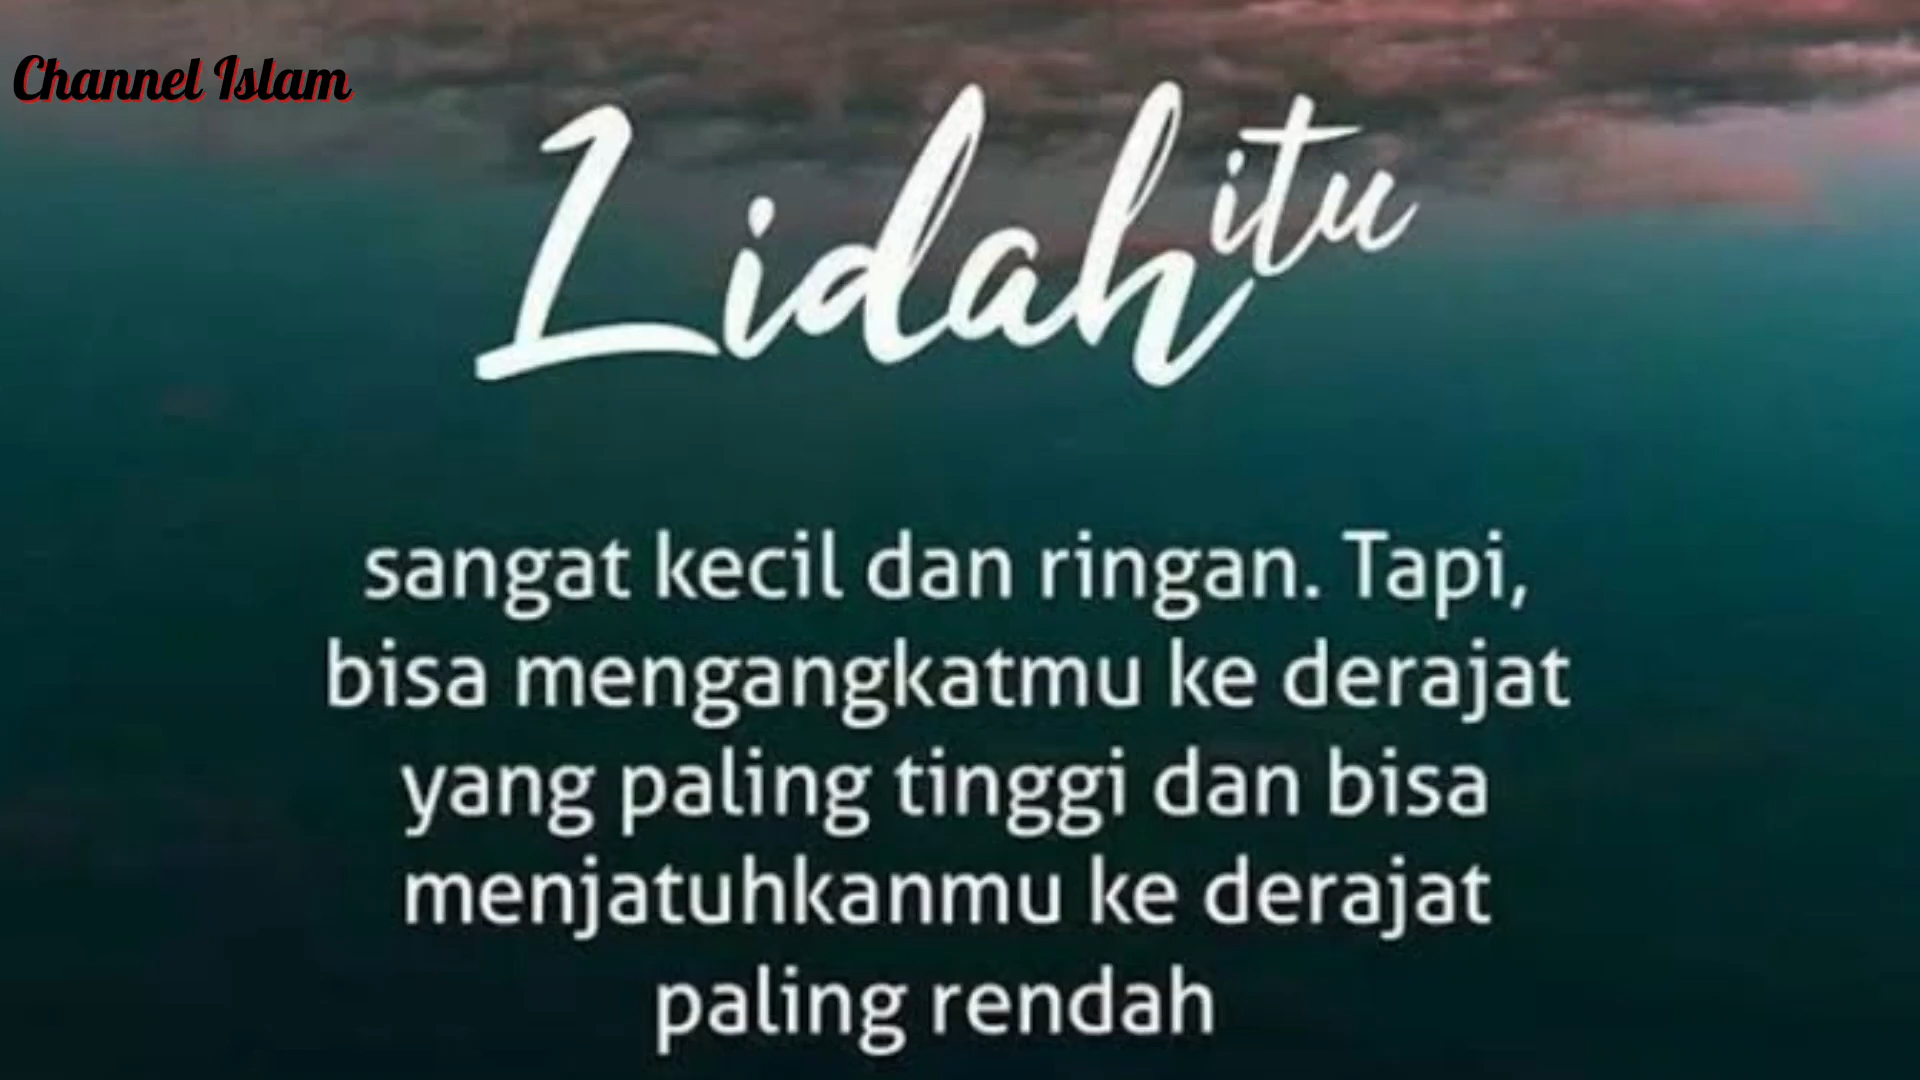 Channel Islam
Lidah itu
sangat kecil dan ringan. Tapi,
bisa mengangkatmu ke derajat
yang paling tinggi dan bisa
menjatuhkanmu ke derajat
paling rendah